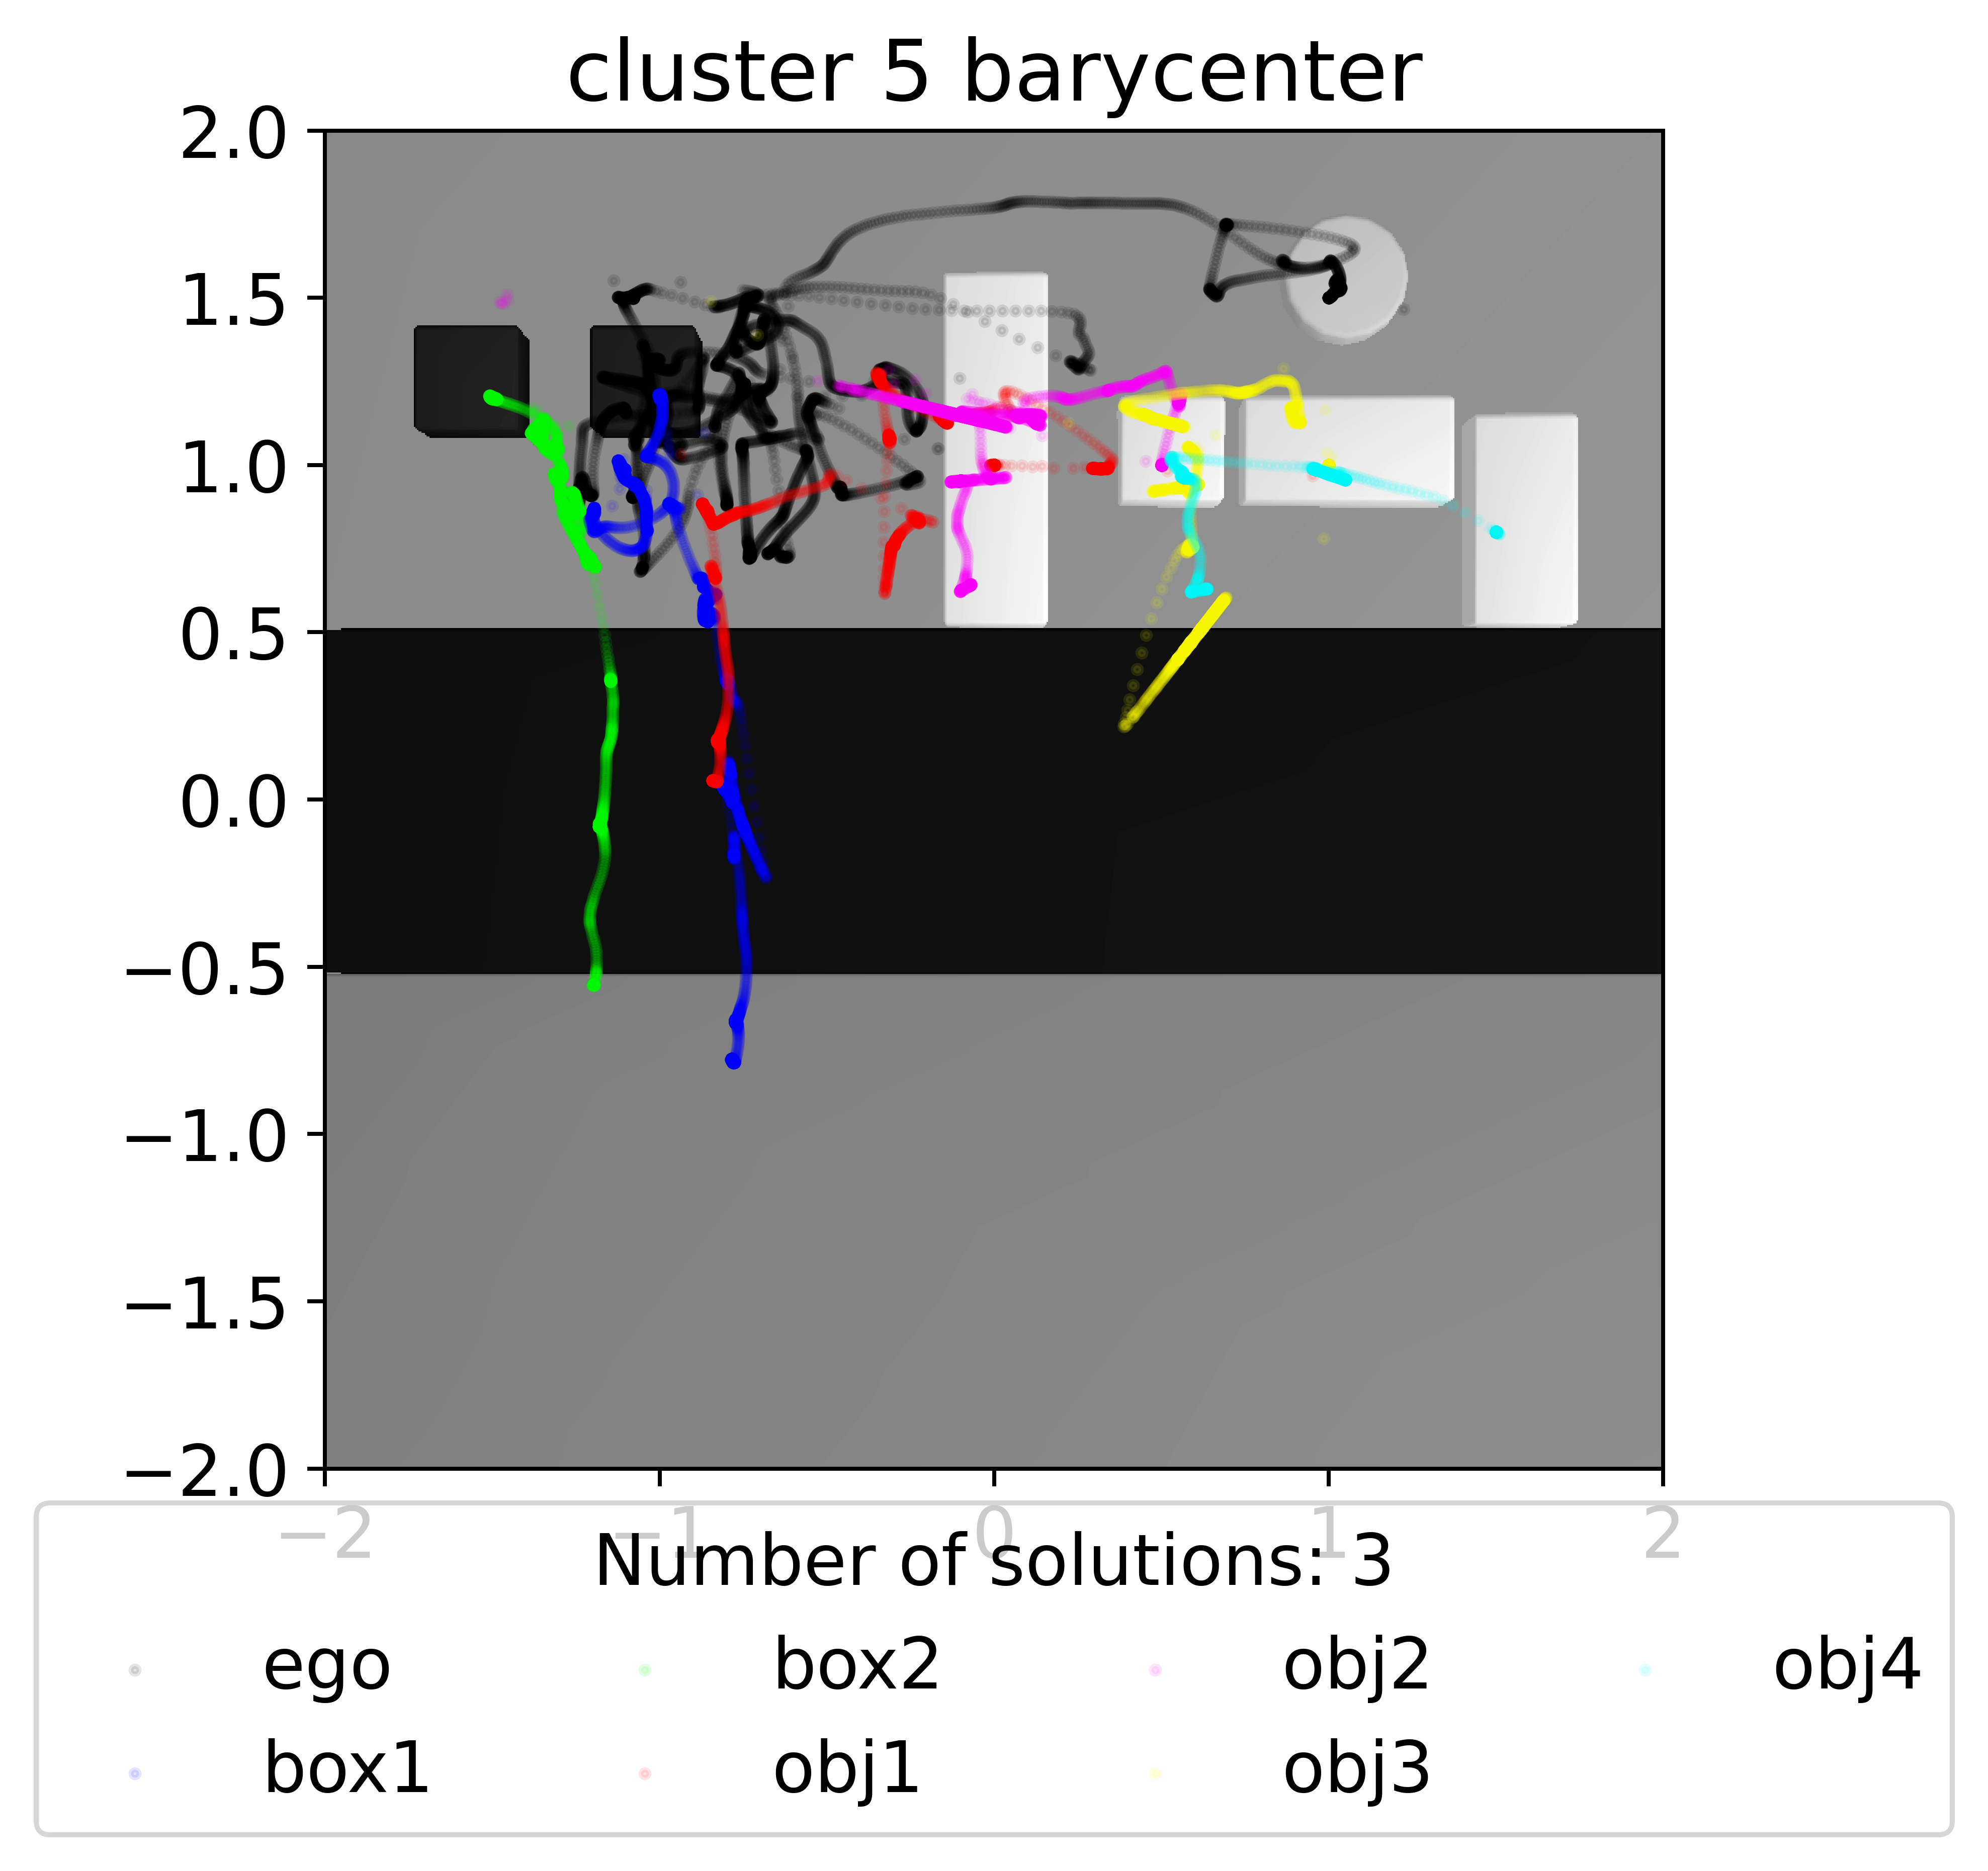 cluster 5 barycenter
2.0
1.5
1.0
0.5
0.0
−0.5
−1.0
−1.5
−2.0
−2 −1 0 1 2
Number of solutions: 3
ego box2 obj2 obj4
box1 obj1 obj3